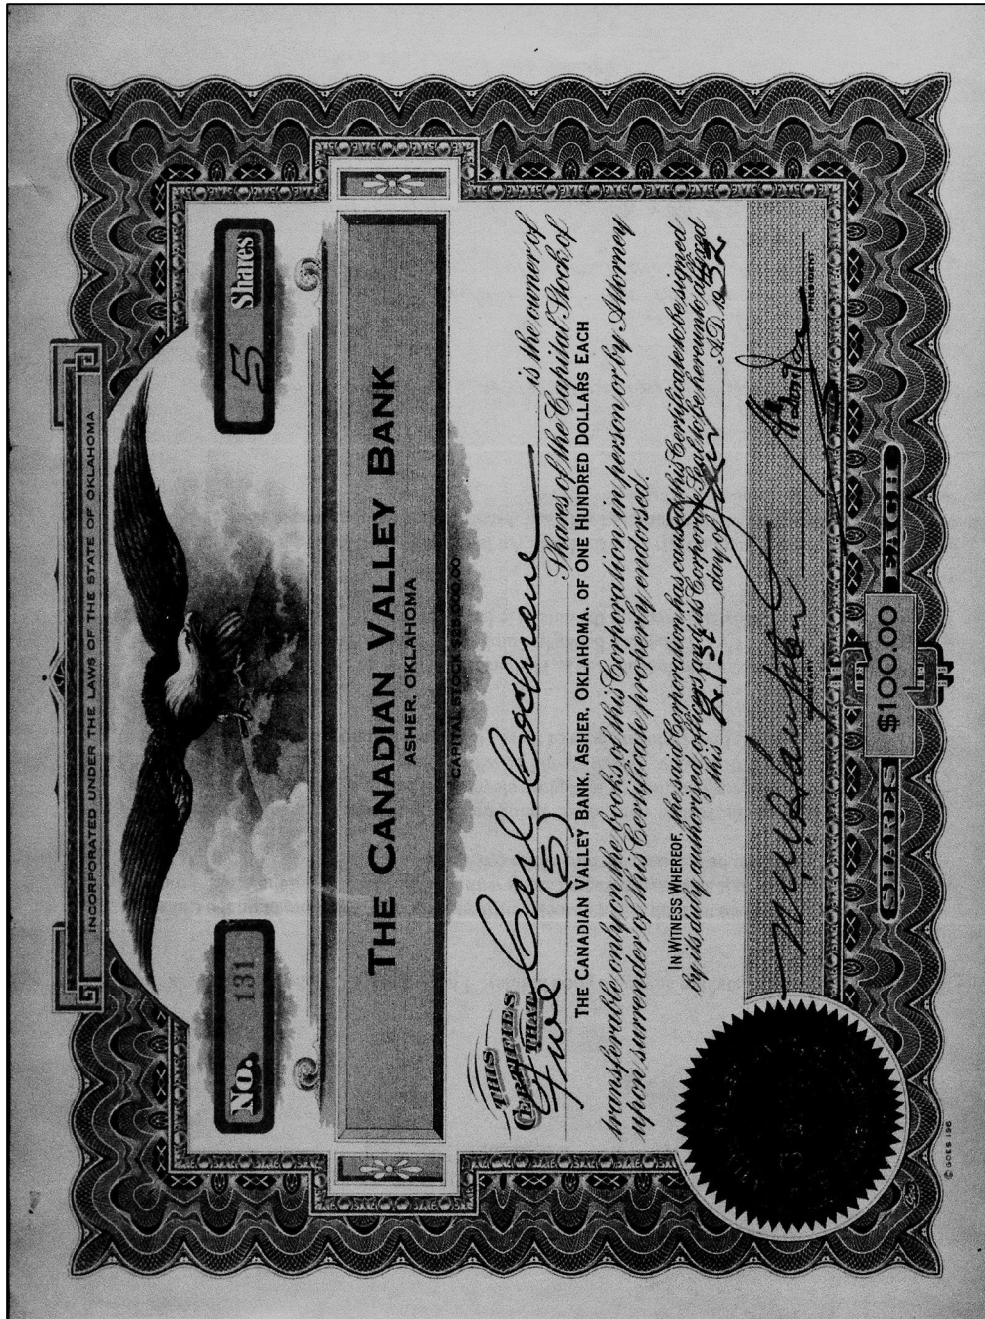 INCORPORATED UNDER THE LAWS OF THE STATE OF OKLAHOMA
No. 131
5 Shares
THE CANADIAN VALLEY BANK
ASHER, OKLAHOMA
CAPITAL STOCK $25,000.00
THIS CERTIFIES THAT Carl Cochrane is the owner of
Five (5) Shares of the Capital Stock of
THE CANADIAN VALLEY BANK, ASHER, OKLAHOMA, OF ONE HUNDRED DOLLARS EACH
transferable only on the books of this Corporation in person or by Attorney
upon surrender of this Certificate properly endorsed.
IN WITNESS WHEREOF, the said Corporation has caused this Certificate to be signed
by its duly authorized officers and its Corporate Seal to be hereunto affixed
this 21st day of A.D. 1932
PRESIDENT
SHARES $100.00 EACH
© GOES 196